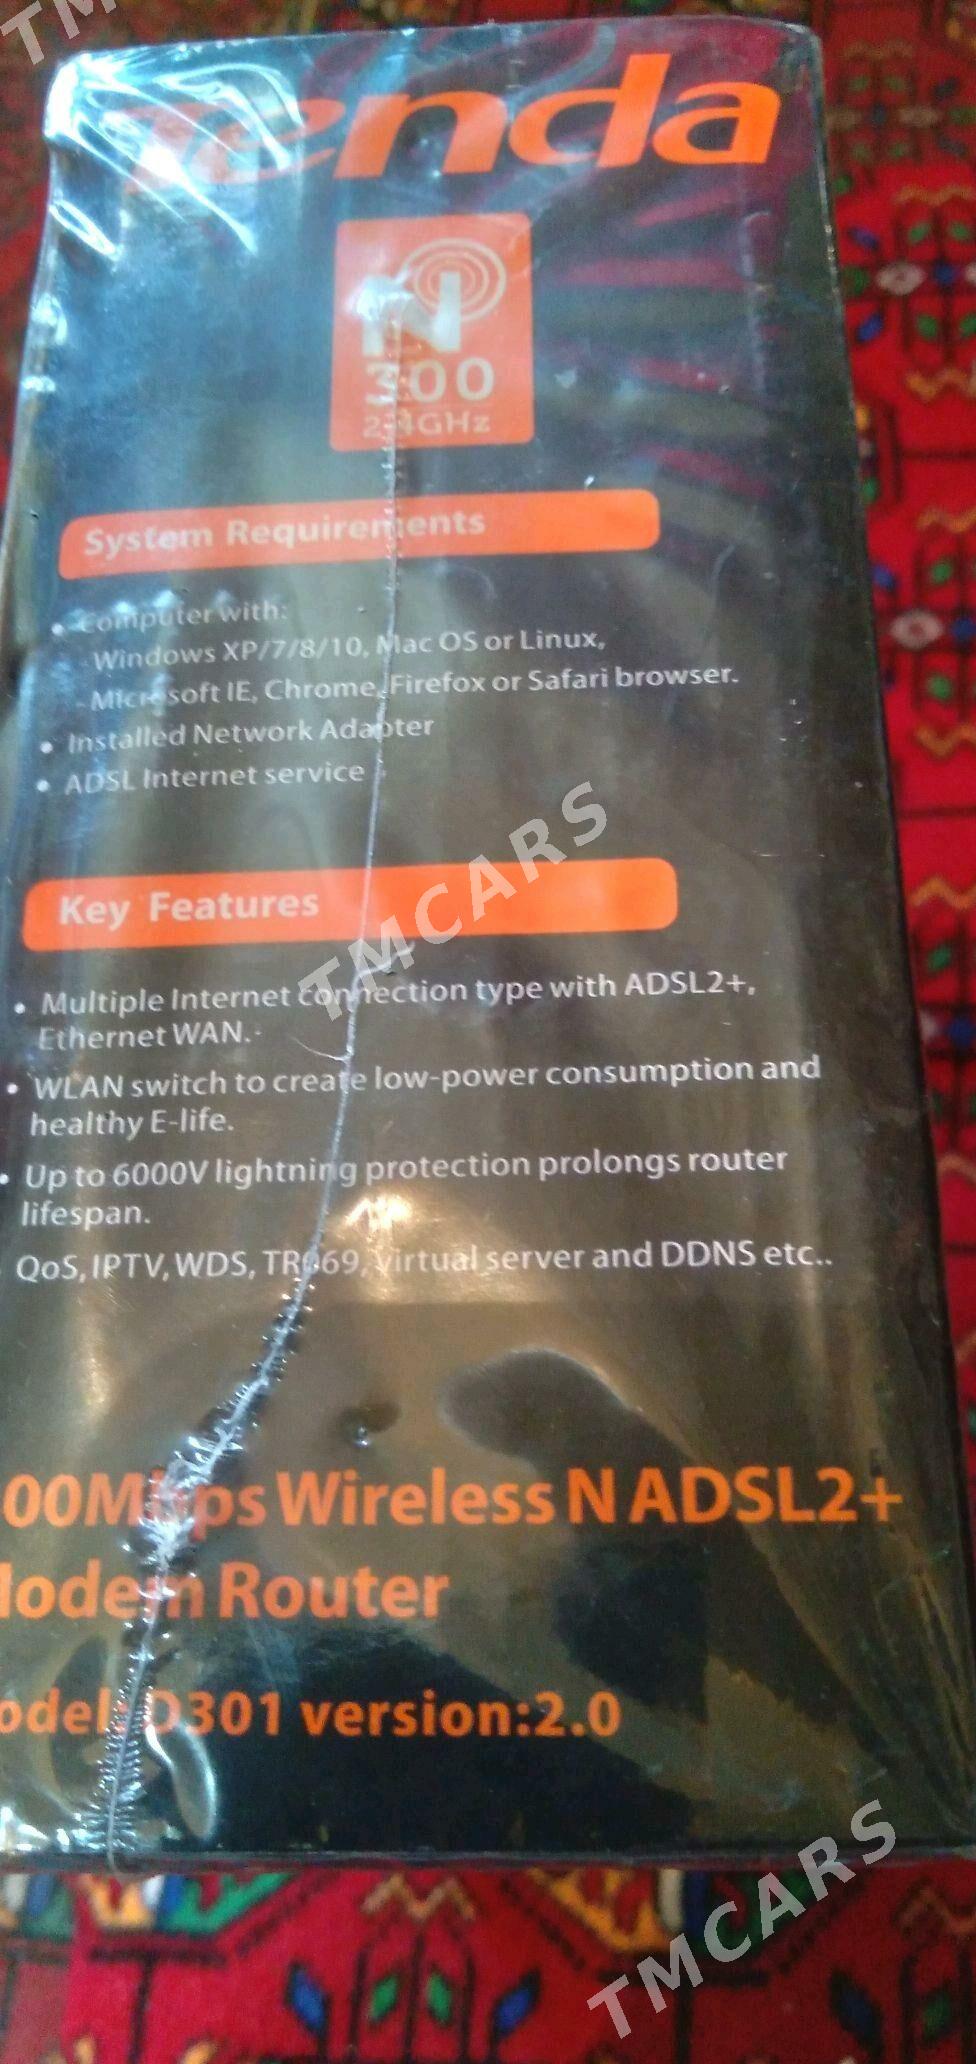 TM
Tenda
N
300
2.4GHz
System Requirements
• Computer with:
- Windows XP/7/8/10, Mac OS or Linux,
- Microsoft IE, Chrome, Firefox or Safari browser.
• Installed Network Adapter
• ADSL Internet service
TMCARS
Key Features
• Multiple Internet connection type with ADSL2+,
Ethernet WAN.
• WLAN switch to create low-power consumption and
healthy E-life.
• Up to 6000V lightning protection prolongs router
lifespan.
QoS, IPTV, WDS, TR069, Virtual server and DDNS etc..
00Mbps Wireless N ADSL2+
Modem Router
odel: D301 version:2.0
TMCARS